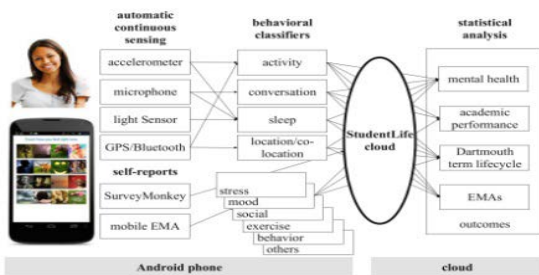 automatic
continuous
sensing
behavioral
classifiers
statistical
analysis
accelerometer
microphone
light Sensor
GPS/Bluetooth
self-reports
SurveyMonkey
mobile EMA
activity
conversation
sleep
location/co-
location
stress
mood
social
exercise
behavior
others
StudentLife
cloud
mental health
academic
performance
Dartmouth
term lifecycle
EMAs
outcomes
Android phone
cloud